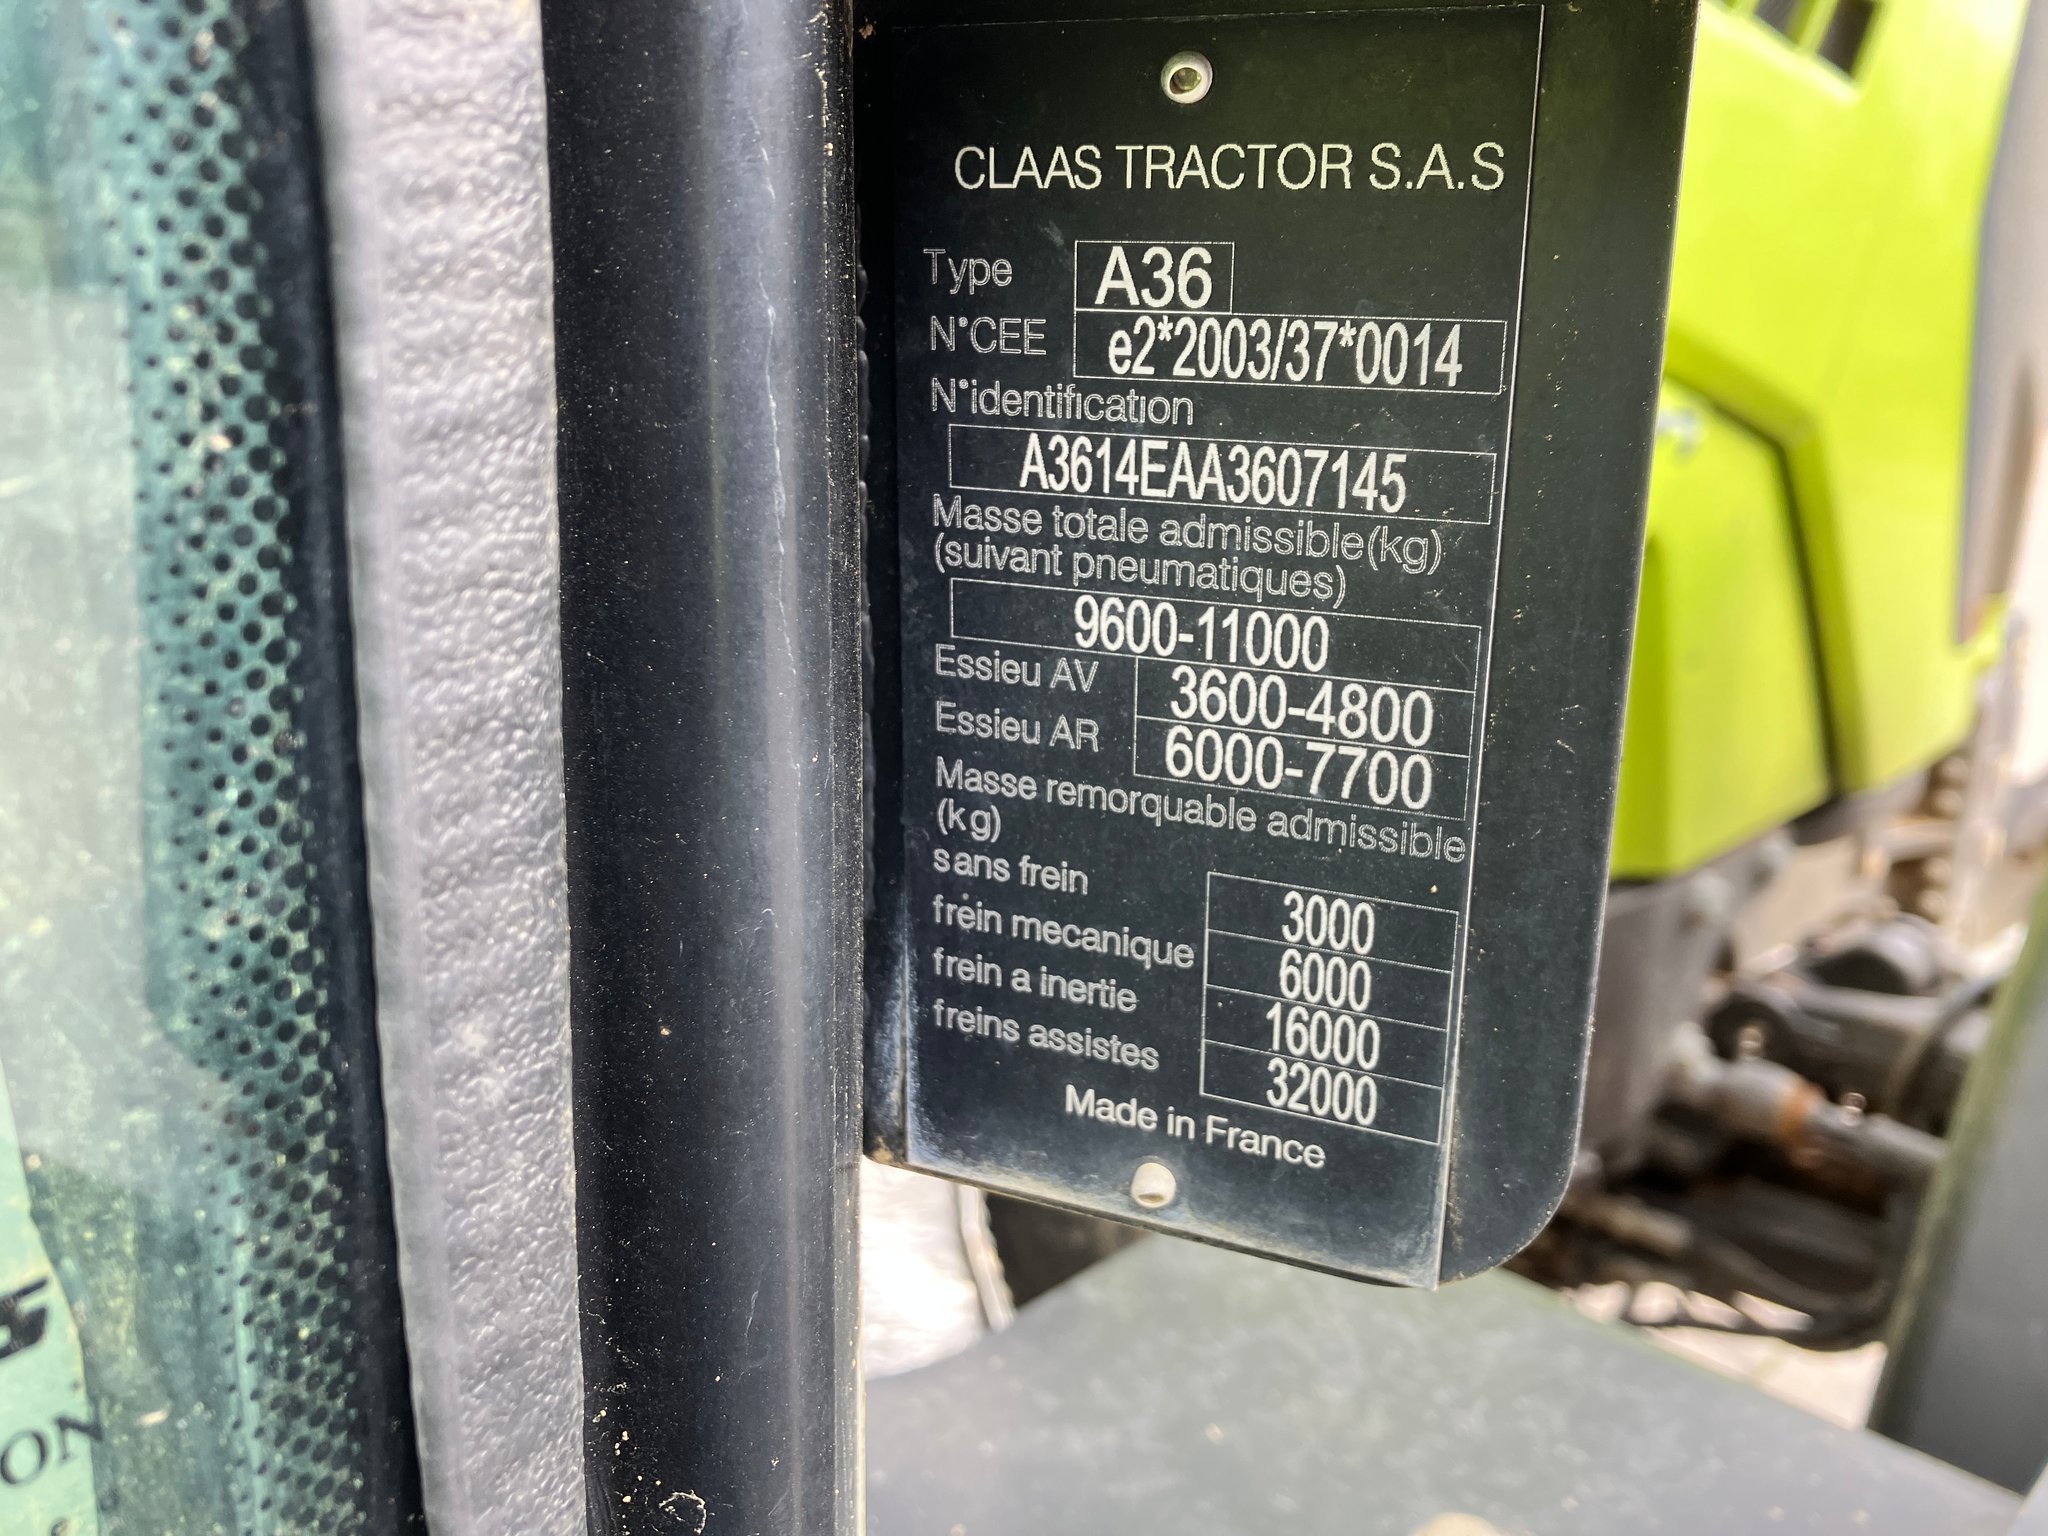 CLAAS TRACTOR S.A.S
Type A36
N°CEE e2*2003/37*0014
N°identification
A3614EAA3607145
Masse totale admissible(kg)
(suivant pneumatiques)
9600-11000
Essieu AV 3600-4800
Essieu AR 6000-7700
Masse remorquable admissible
(kg)
sans frein 3000
frein mecanique 6000
frein a inertie 16000
freins assistes 32000
Made in France